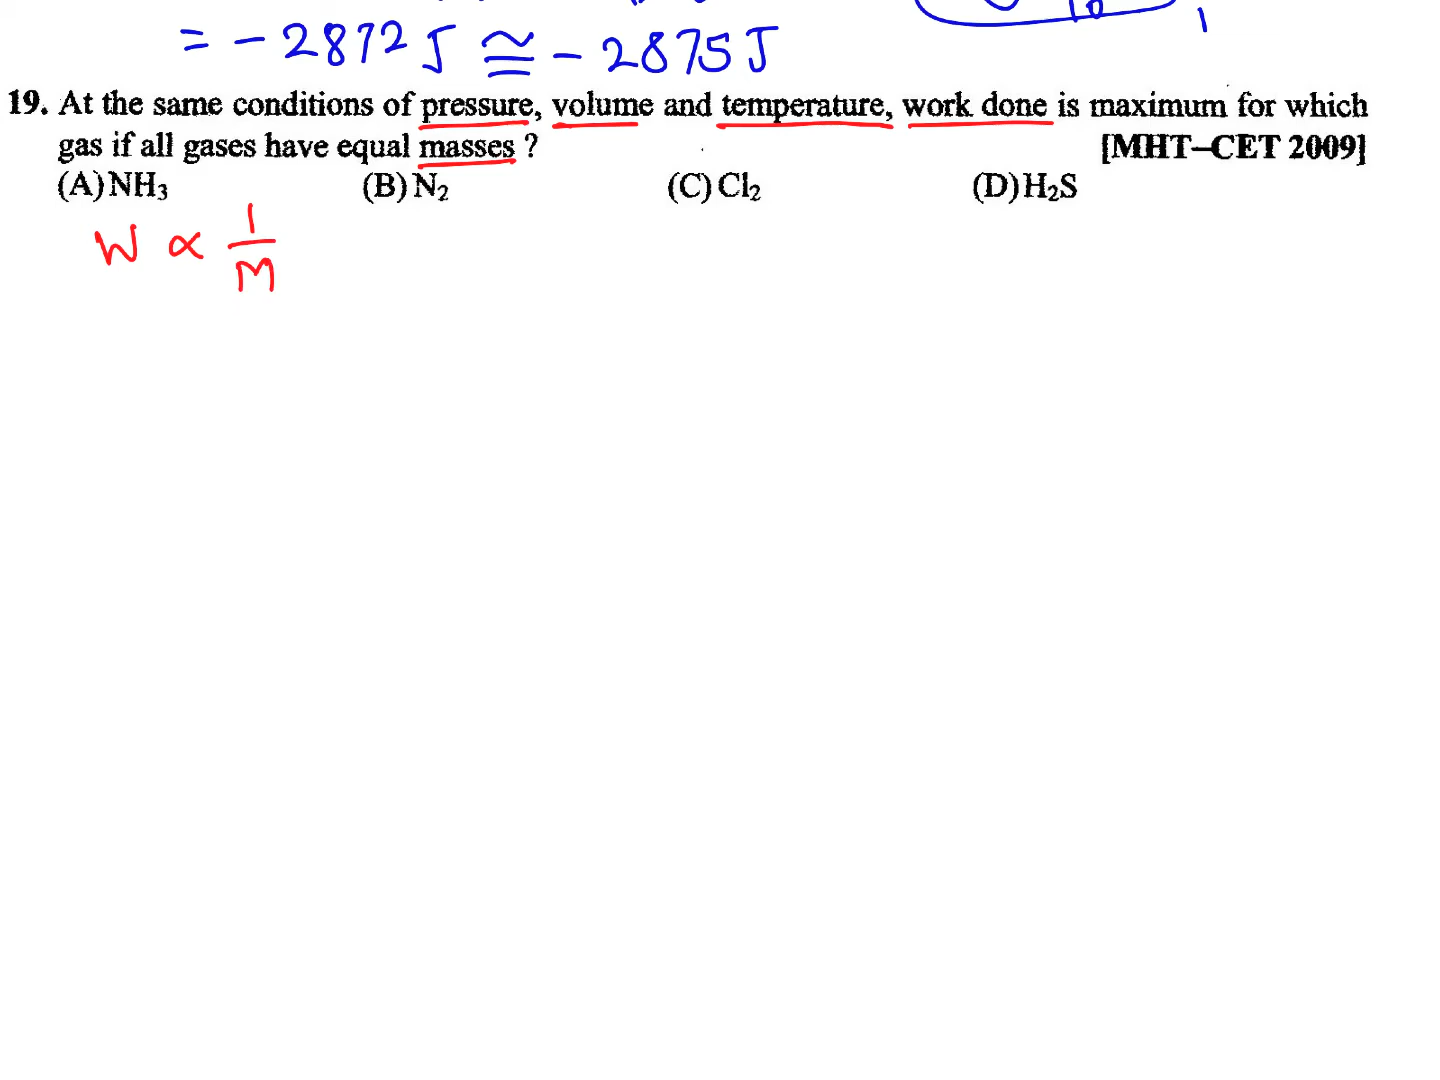 = - 2872 J ≅ - 2875 J
19. At the same conditions of pressure, volume and temperature, work done is maximum for which
gas if all gases have equal masses ? [MHT-CET 2009]
(A) NH₃ (B) N₂ (C) Cl₂ (D) H₂S
W ∝ 1/M